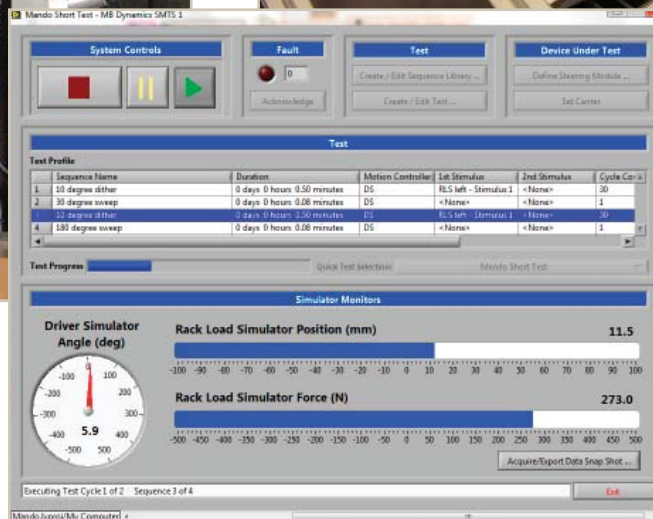 Mando Short Test - MB Dynamics SMTS 1
System Controls
Fault
0
Acknowledge
Test
Create / Edit Sequence Library ...
Create / Edit Test ...
Device Under Test
Define Steering Module ...
Set Center
Test
Test Profile
Sequence Name Duration Motion Controller 1st Stimulus 2nd Stimulus
1 10 degree dither 0 days 0 hours 0.50 minutes DS RLS left - Stimulus 1 <None> 30
2 30 degree sweep 0 days 0 hours 0.08 minutes DS <None> <None> 1
3 10 degree dither 0 days 0 hours 0.50 minutes DS RLS left - Stimulus 1 <None> 30
4 180 degree sweep 0 days 0 hours 0.08 minutes DS <None> <None> 1
Test Progress Quick Test Selection Mando Short Test
Simulator Monitors
Driver Simulator
Angle (deg)
0
-100 100
-200 200
-300 300
-400 400
-500 500
5.9
Rack Load Simulator Position (mm) 11.5
-100 -90 -80 -70 -60 -50 -40 -30 -20 -10 0 10 20 30 40 50 60 70 80 90 100
Rack Load Simulator Force (N) 273.0
-500 -450 -400 -350 -300 -250 -200 -150 -100 -50 0 50 100 150 200 250 300 350 400 450 500
Acquire/Export Data Snap Shot ...
Executing Test Cycle 1 of 2 Sequence 3 of 4
Exit
Mando.lvproj/My Computer